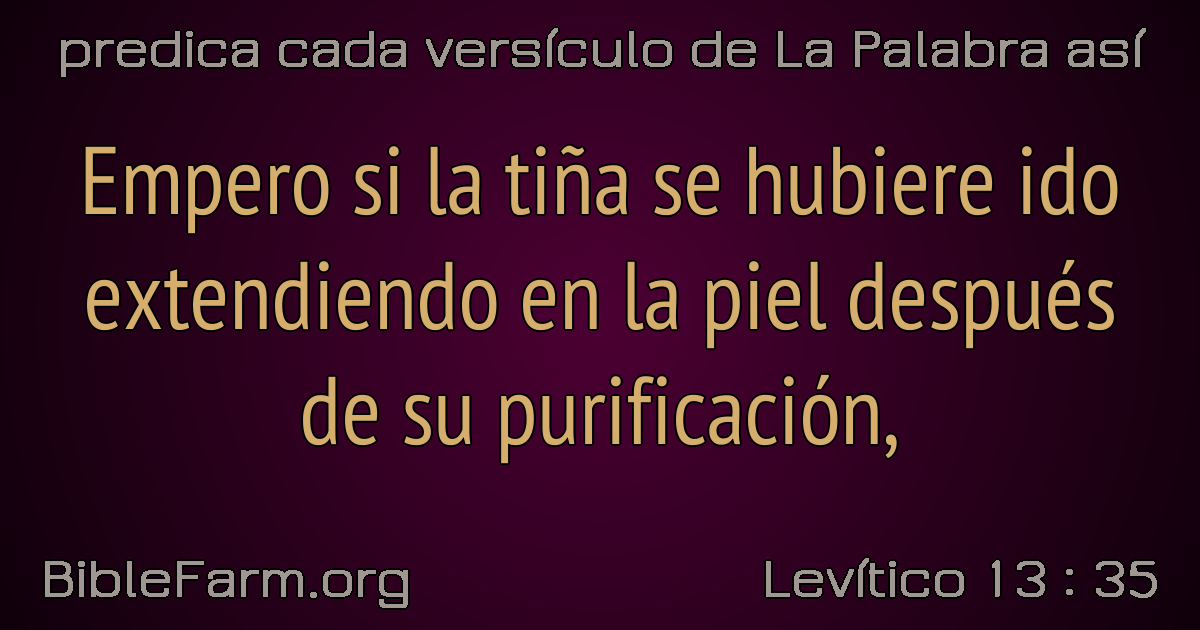 predica cada versículo de La Palabra así
Empero si la tiña se hubiere ido
extendiendo en la piel después
de su purificación,
BibleFarm.org
Levítico 13 : 35